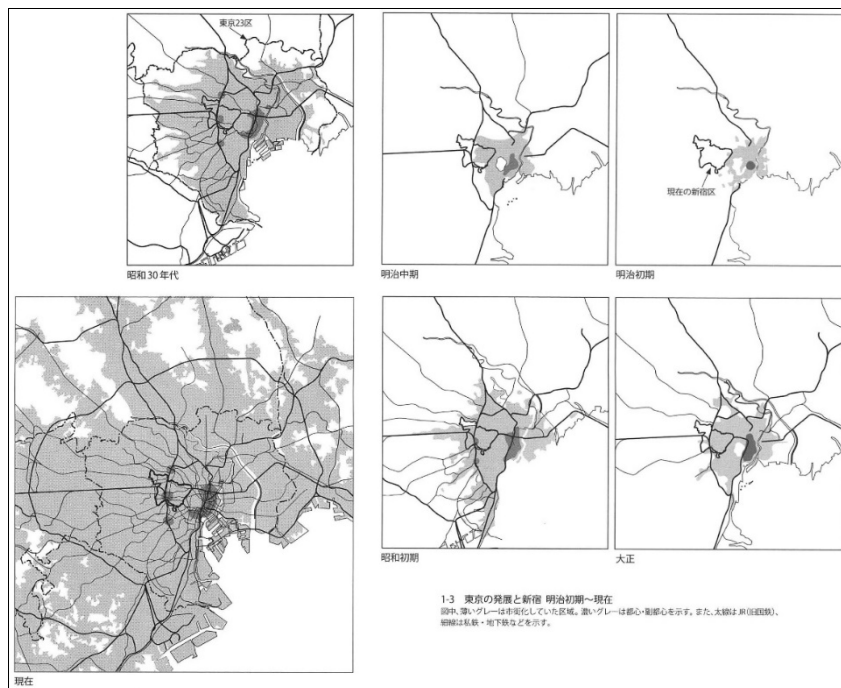 東京23区
昭和30年代
明治中期
現在の新宿区
明治初期
現在
昭和初期
大正
1-3 東京の発展と新宿 明治初期～現在
図中、薄いグレーは市街化していた区域。濃いグレーは都心・副都心を示す。また、太線はJR(旧国鉄)、
細線は私鉄・地下鉄などを示す。